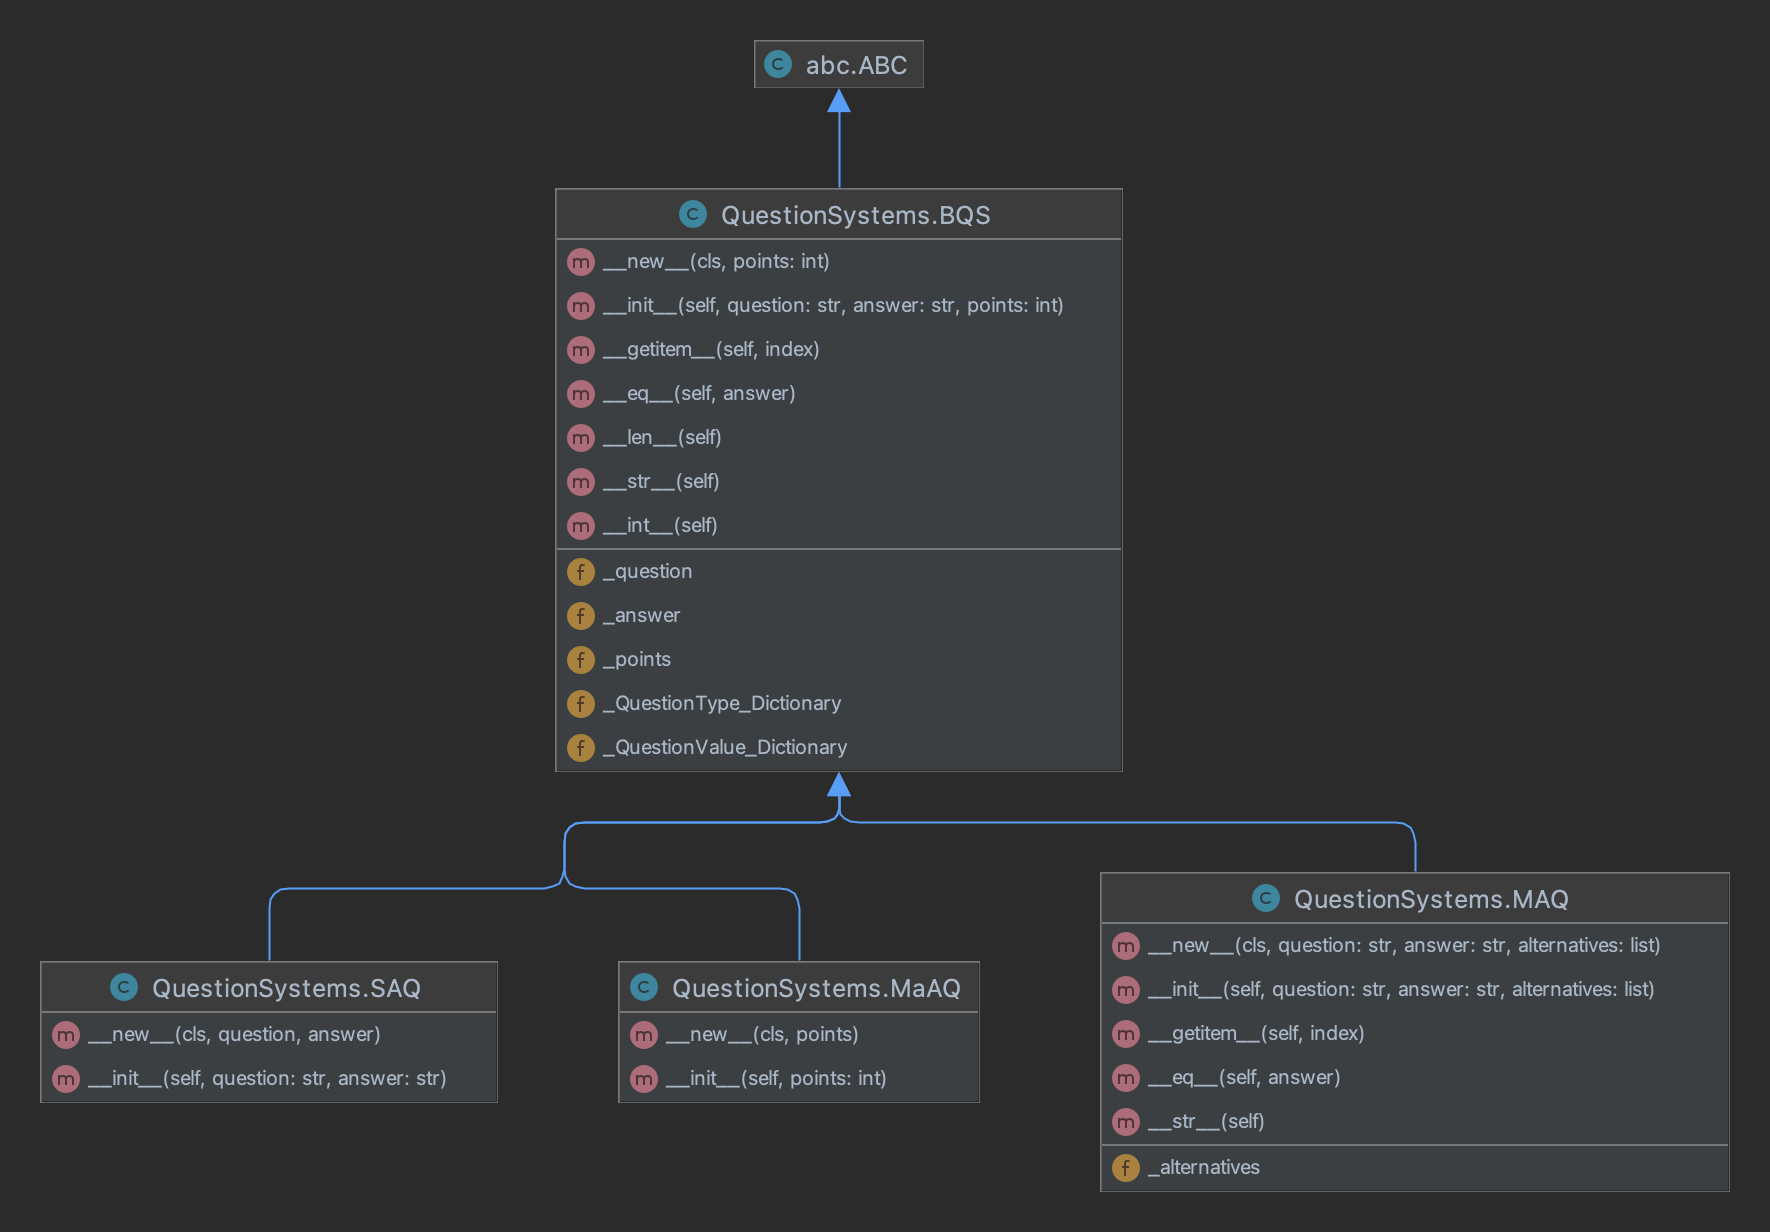 C abc.ABC
C QuestionSystems.BQS
m __new__(cls, points: int)
m __init__(self, question: str, answer: str, points: int)
m __getitem__(self, index)
m __eq__(self, answer)
m __len__(self)
m __str__(self)
m __int__(self)
f _question
f _answer
f _points
f _QuestionType_Dictionary
f _QuestionValue_Dictionary
C QuestionSystems.SAQ
m __new__(cls, question, answer)
m __init__(self, question: str, answer: str)
C QuestionSystems.MaAQ
m __new__(cls, points)
m __init__(self, points: int)
C QuestionSystems.MAQ
m __new__(cls, question: str, answer: str, alternatives: list)
m __init__(self, question: str, answer: str, alternatives: list)
m __getitem__(self, index)
m __eq__(self, answer)
m __str__(self)
f _alternatives